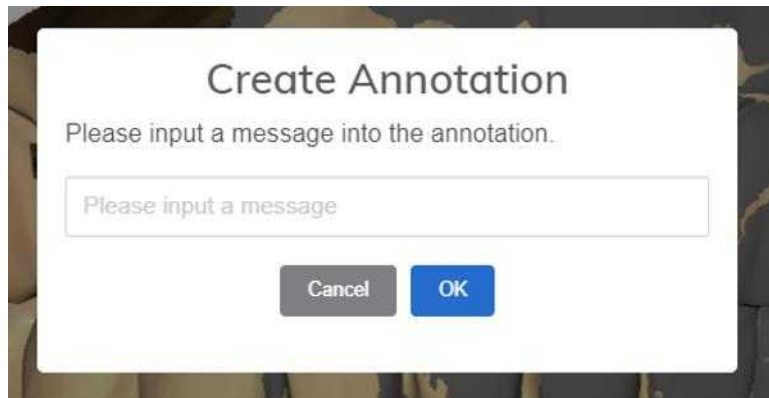 Create Annotation
Please input a message into the annotation.
Please input a message
Cancel OK